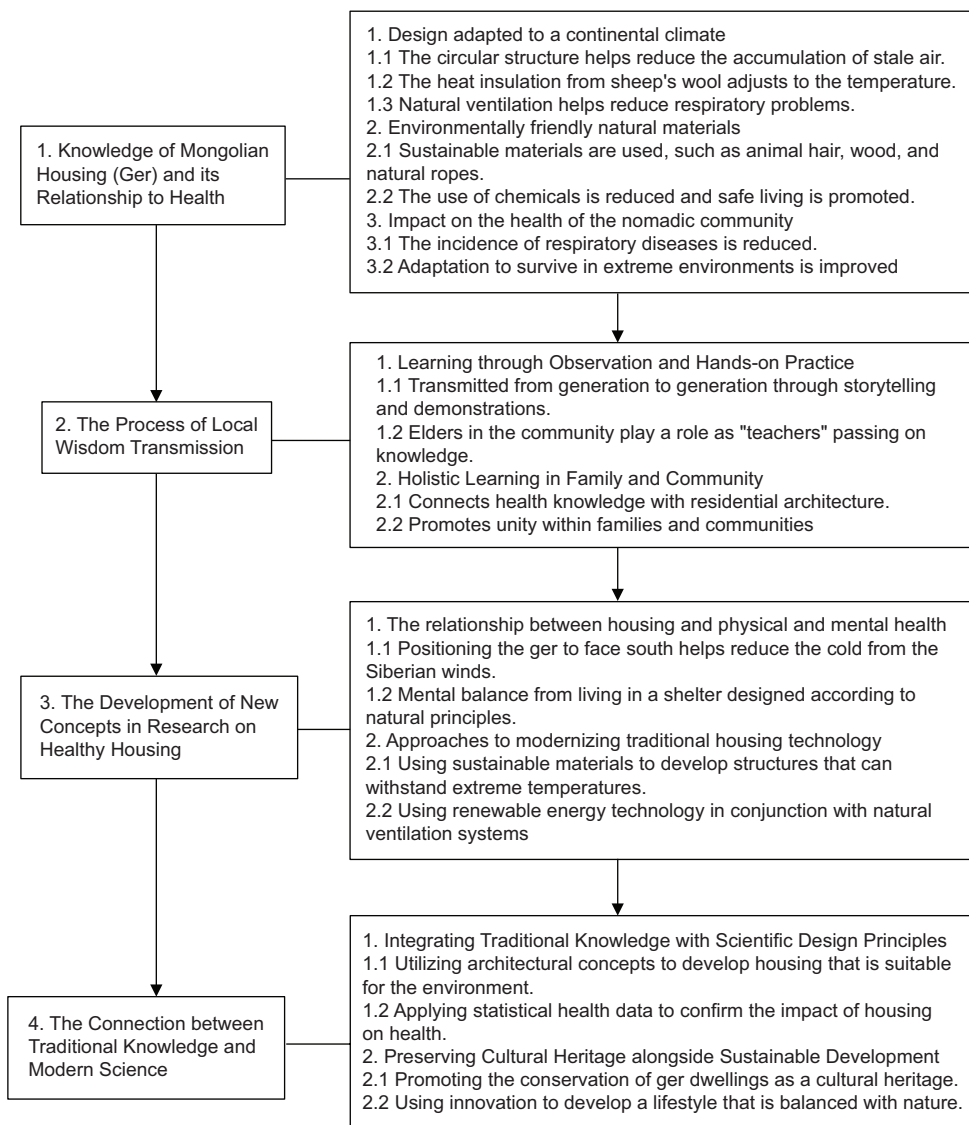 1. Knowledge of Mongolian
Housing (Ger) and its
Relationship to Health
1. Design adapted to a continental climate
1.1 The circular structure helps reduce the accumulation of stale air.
1.2 The heat insulation from sheep's wool adjusts to the temperature.
1.3 Natural ventilation helps reduce respiratory problems.
2. Environmentally friendly natural materials
2.1 Sustainable materials are used, such as animal hair, wood, and
natural ropes.
2.2 The use of chemicals is reduced and safe living is promoted.
3. Impact on the health of the nomadic community
3.1 The incidence of respiratory diseases is reduced.
3.2 Adaptation to survive in extreme environments is improved
2. The Process of Local
Wisdom Transmission
1. Learning through Observation and Hands-on Practice
1.1 Transmitted from generation to generation through storytelling
and demonstrations.
1.2 Elders in the community play a role as "teachers" passing on
knowledge.
2. Holistic Learning in Family and Community
2.1 Connects health knowledge with residential architecture.
2.2 Promotes unity within families and communities
3. The Development of New
Concepts in Research on
Healthy Housing
1. The relationship between housing and physical and mental health
1.1 Positioning the ger to face south helps reduce the cold from the
Siberian winds.
1.2 Mental balance from living in a shelter designed according to
natural principles.
2. Approaches to modernizing traditional housing technology
2.1 Using sustainable materials to develop structures that can
withstand extreme temperatures.
2.2 Using renewable energy technology in conjunction with natural
ventilation systems
4. The Connection between
Traditional Knowledge and
Modern Science
1. Integrating Traditional Knowledge with Scientific Design Principles
1.1 Utilizing architectural concepts to develop housing that is suitable
for the environment.
1.2 Applying statistical health data to confirm the impact of housing
on health.
2. Preserving Cultural Heritage alongside Sustainable Development
2.1 Promoting the conservation of ger dwellings as a cultural heritage.
2.2 Using innovation to develop a lifestyle that is balanced with nature.